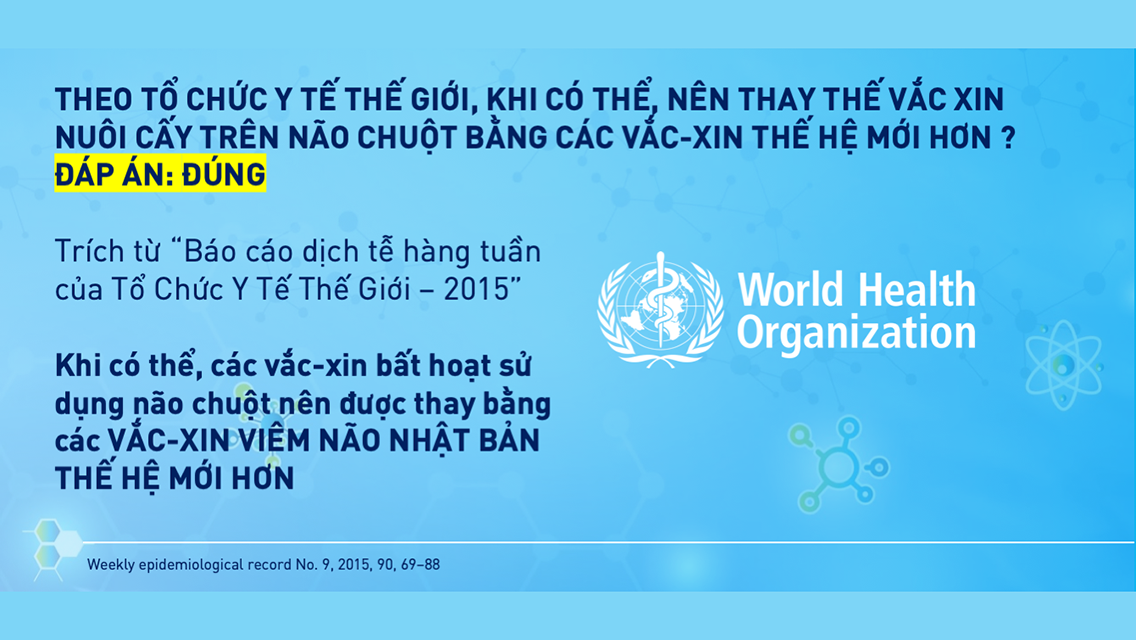 THEO TỔ CHỨC Y TẾ THẾ GIỚI, KHI CÓ THỂ, NÊN THAY THẾ VẮC XIN
NUÔI CẤY TRÊN NÃO CHUỘT BẰNG CÁC VẮC-XIN THẾ HỆ MỚI HƠN ?
ĐÁP ÁN: ĐÚNG
Trích từ “Báo cáo dịch tễ hàng tuần
của Tổ Chức Y Tế Thế Giới – 2015”
Khi có thể, các vắc-xin bất hoạt sử
dụng não chuột nên được thay bằng
các VẮC-XIN VIÊM NÃO NHẬT BẢN
THẾ HỆ MỚI HƠN
World Health
Organization
Weekly epidemiological record No. 9, 2015, 90, 69–88